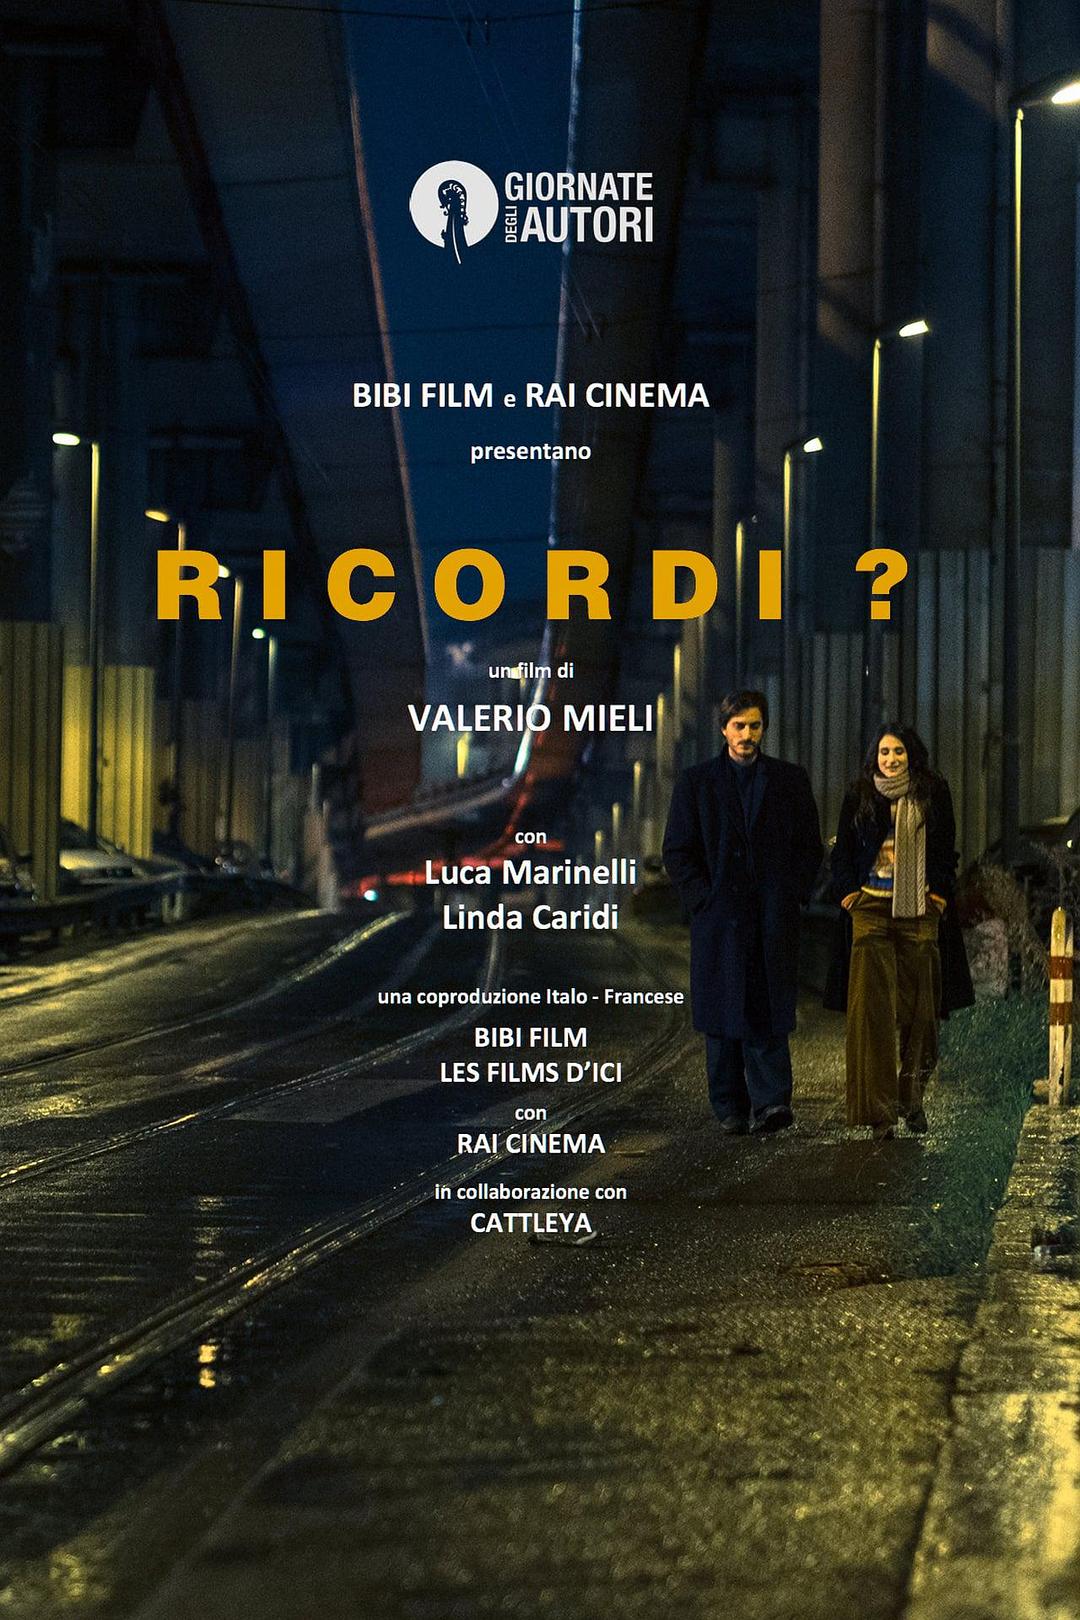 GIORNATE
DEGLI AUTORI
BIBI FILM e RAI CINEMA
presentano
RICORDI ?
un film di
VALERIO MIELI
con
Luca Marinelli
Linda Caridi
una coproduzione Italo - Francese
BIBI FILM
LES FILMS D’ICI
con
RAI CINEMA
in collaborazione con
CATTLEYA